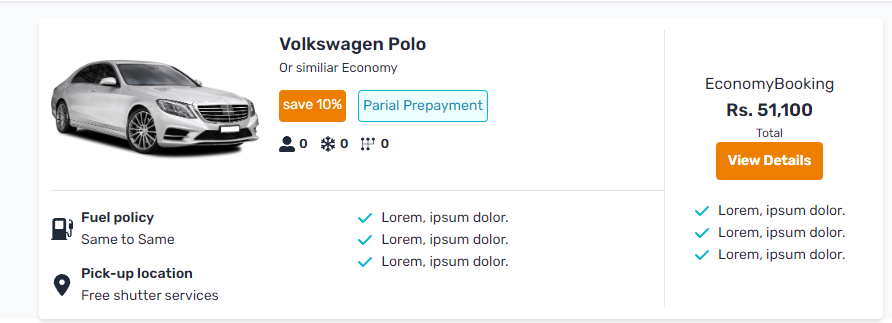 Volkswagen Polo
Or similiar Economy
save 10%
Parial Prepayment
0 0 0
Fuel policy
Same to Same
Pick-up location
Free shutter services
Lorem, ipsum dolor.
Lorem, ipsum dolor.
Lorem, ipsum dolor.
EconomyBooking
Rs. 51,100
Total
View Details
Lorem, ipsum dolor.
Lorem, ipsum dolor.
Lorem, ipsum dolor.